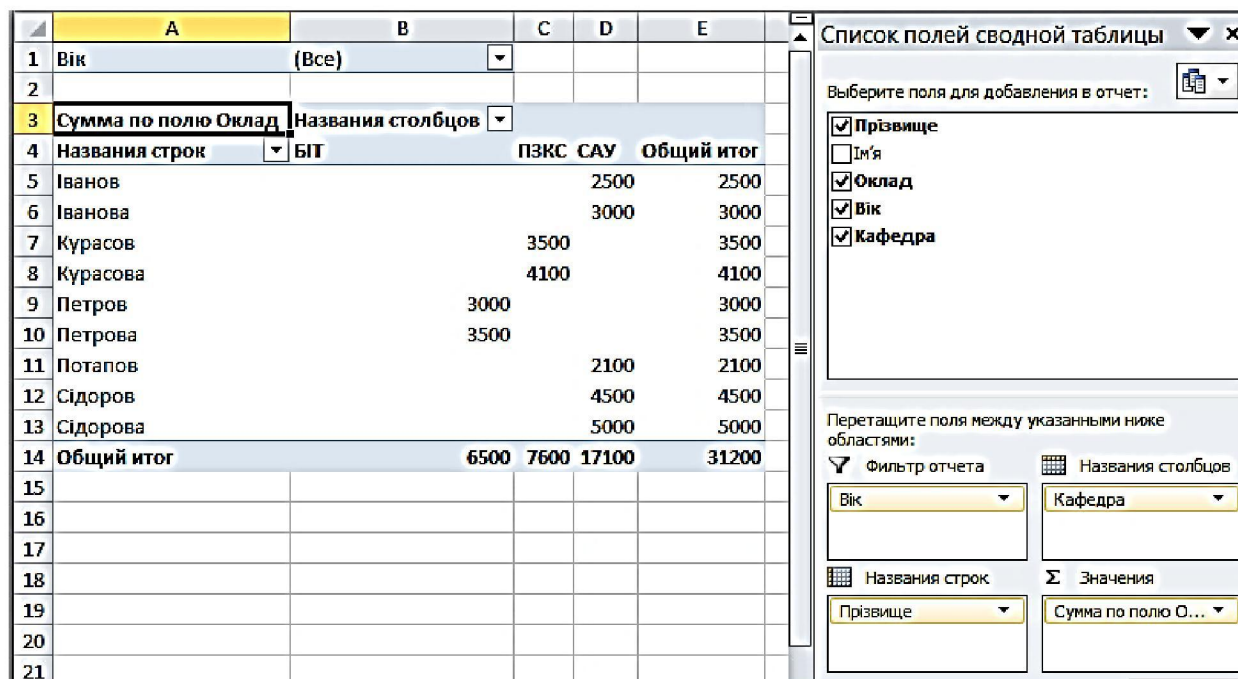 A B C D E
1 Вік (Все)
2
3 Сумма по полю Оклад Названия столбцов
4 Названия строк БІТ ПЗКС САУ Общий итог
5 Іванов 2500 2500
6 Іванова 3000 3000
7 Курасов 3500 3500
8 Курасова 4100 4100
9 Петров 3000 3000
10 Петрова 3500 3500
11 Потапов 2100 2100
12 Сідоров 4500 4500
13 Сідорова 5000 5000
14 Общий итог 6500 7600 17100 31200
15
16
17
18
19
20
21
Список полей сводной таблицы
Выберите поля для добавления в отчет:
Прізвище
Ім'я
Оклад
Вік
Кафедра
Перетащите поля между указанными ниже
областями:
Фильтр отчета Названия столбцов
Вік Кафедра
Названия строк Σ Значения
Прізвище Сумма по полю О...